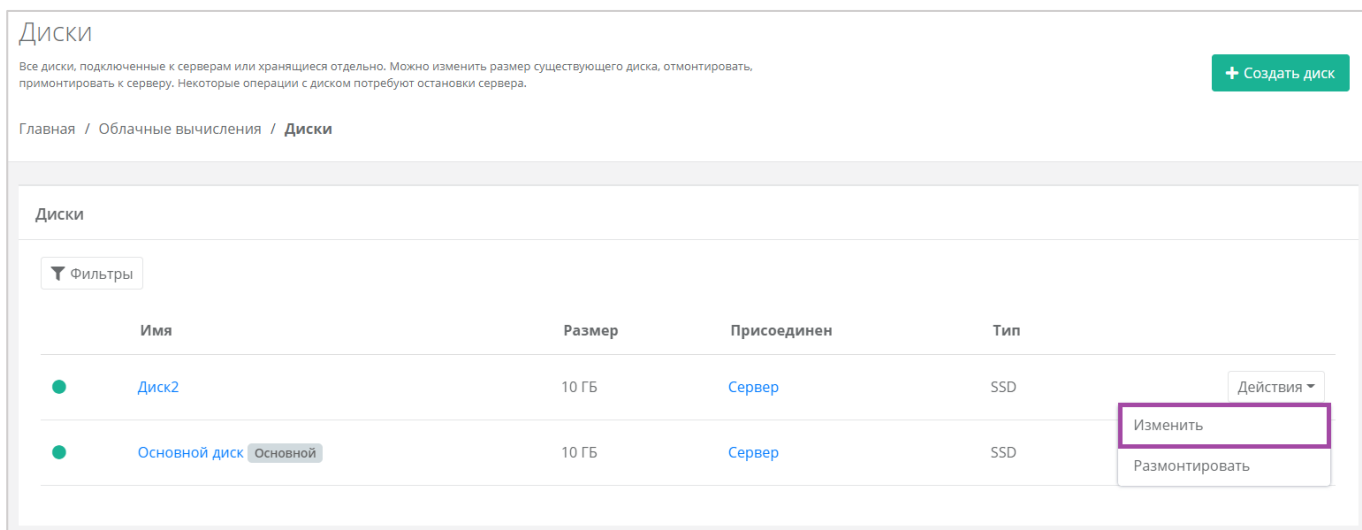 Диски
Все диски, подключенные к серверам или хранящиеся отдельно. Можно изменить размер существующего диска, отмонтировать,
примонтировать к серверу. Некоторые операции с диском потребуют остановки сервера.
+ Создать диск
Главная / Облачные вычисления / Диски
Диски
Фильтры
Имя Размер Присоединен Тип
Диск2 10 ГБ Сервер SSD Действия
Изменить
Основной диск Основной 10 ГБ Сервер SSD
Размонтировать